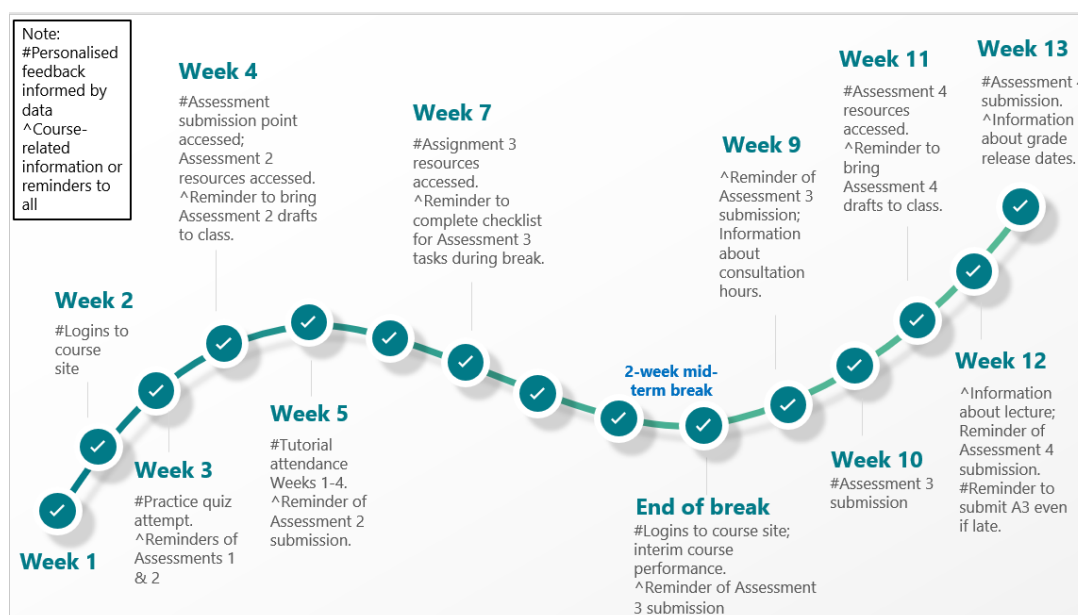 Note:
#Personalised
feedback
informed by
data
^Course-
related
information or
reminders to
all
Week 1
Week 2
#Logins to
course
site
Week 3
#Practice quiz
attempt.
^Reminders of
Assessments 1
& 2
Week 4
#Assessment
submission point
accessed;
Assessment 2
resources accessed.
^Reminder to bring
Assessment 2 drafts
to class.
Week 5
#Tutorial
attendance
Weeks 1-4.
^Reminder of
Assessment 2
submission.
Week 7
#Assignment 3
resources
accessed.
^Reminder to
complete checklist
for Assessment 3
tasks during break.
2-week mid-
term break
End of break
#Logins to course site;
interim course
performance.
^Reminder of Assessment
3 submission
Week 9
^Reminder of
Assessment 3
submission;
Information
about
consultation
hours.
Week 10
#Assessment 3
submission
Week 11
#Assessment 4
resources
accessed.
^Reminder to
bring
Assessment 4
drafts to class.
Week 12
^Information
about lecture;
Reminder of
Assessment 4
submission.
#Reminder to
submit A3 even
if late.
Week 13
#Assessment
submission.
^Information
about grade
release dates.